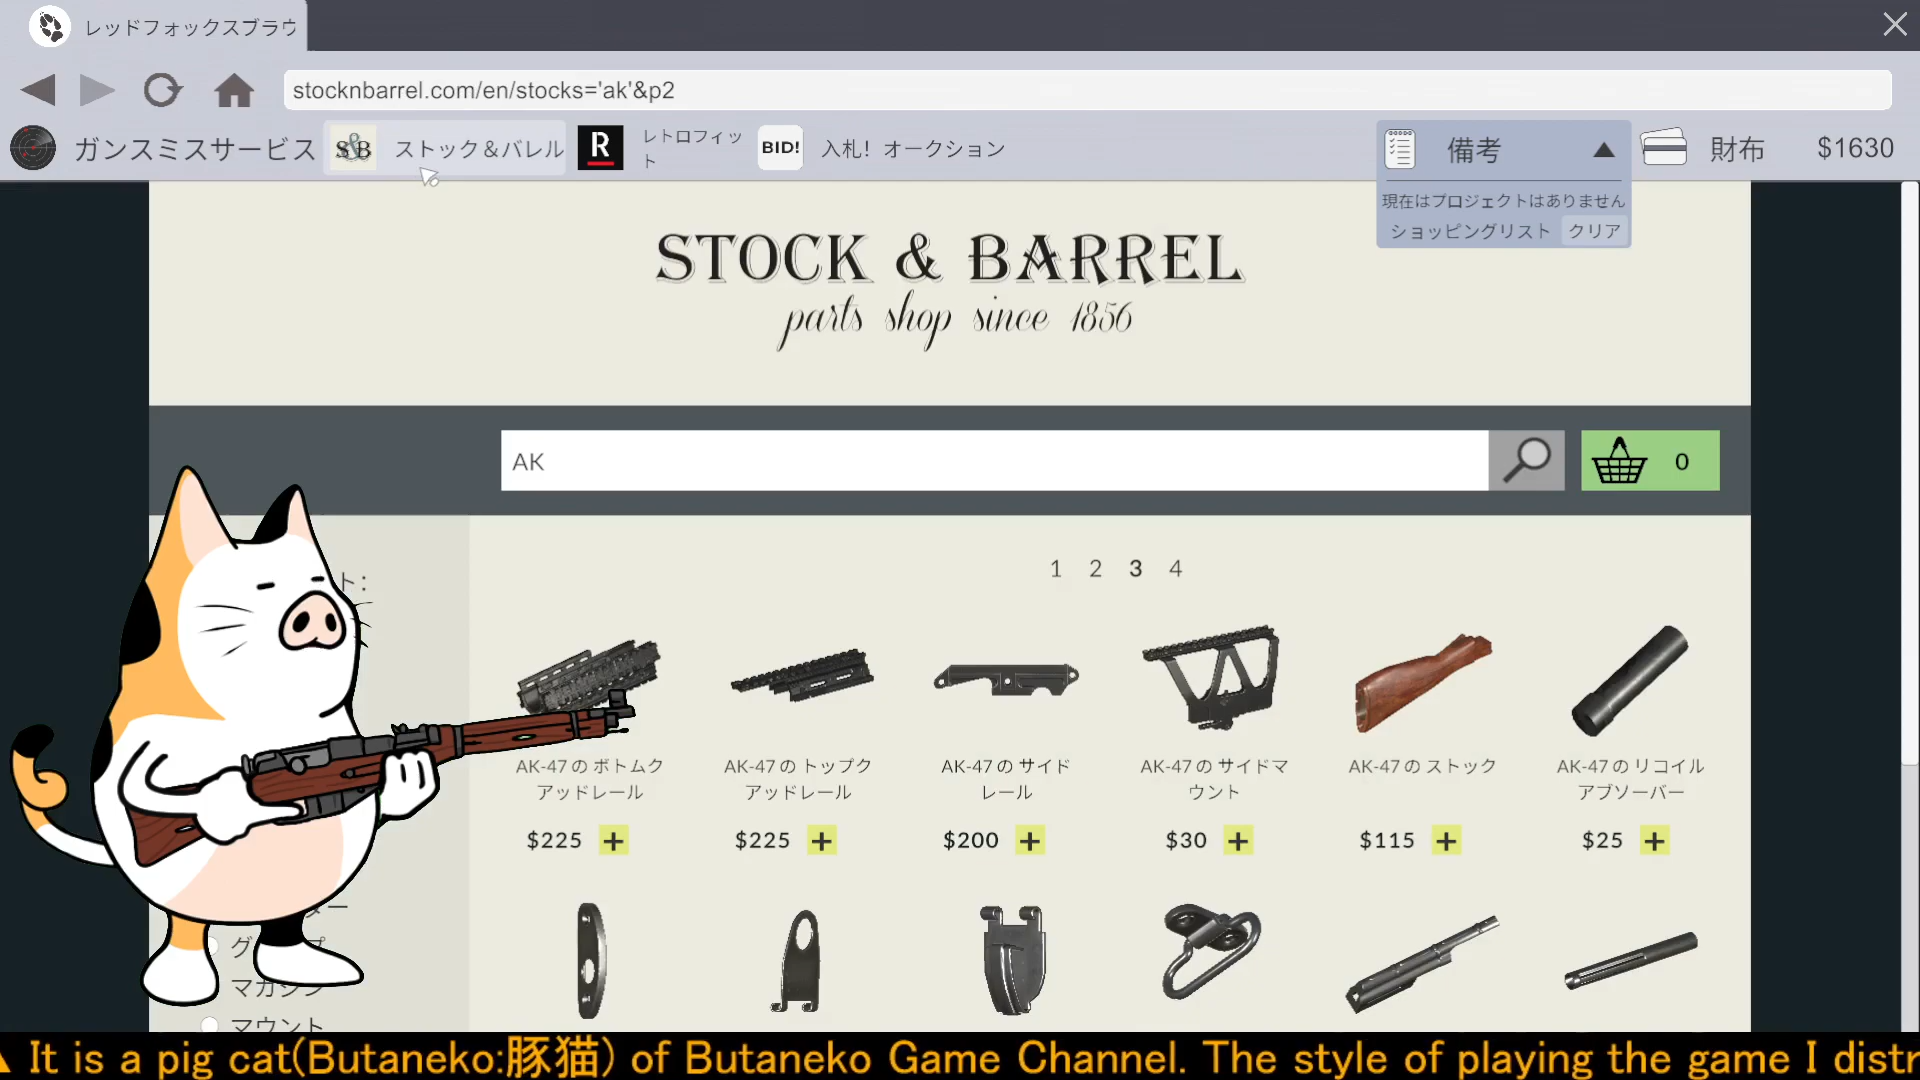 レッドフォックスブラウ
stocknbarrel.com/en/stocks='ak'&p2
ガンスミスサービス
S&B
ストック＆バレル
R
レトロフィッ
ト
BID!
入札！オークション
備考
財布
$1630
現在はプロジェクトはありません
ショッピングリスト
クリア
STOCK & BARREL
parts shop since 1856
AK
0
ト:
1 2 3 4
AK-47 の ボトムク
アッドレール
$225 +
AK-47 の トップク
アッドレール
$225 +
AK-47 の サイド
レール
$200 +
AK-47 の サイドマ
ウント
$30 +
AK-47 の ストック
$115 +
AK-47 の リコイル
アブソーバー
$25 +
マガジン
マウント
It is a pig cat(Butaneko:豚猫) of Butaneko Game Channel. The style of playing the game I distr